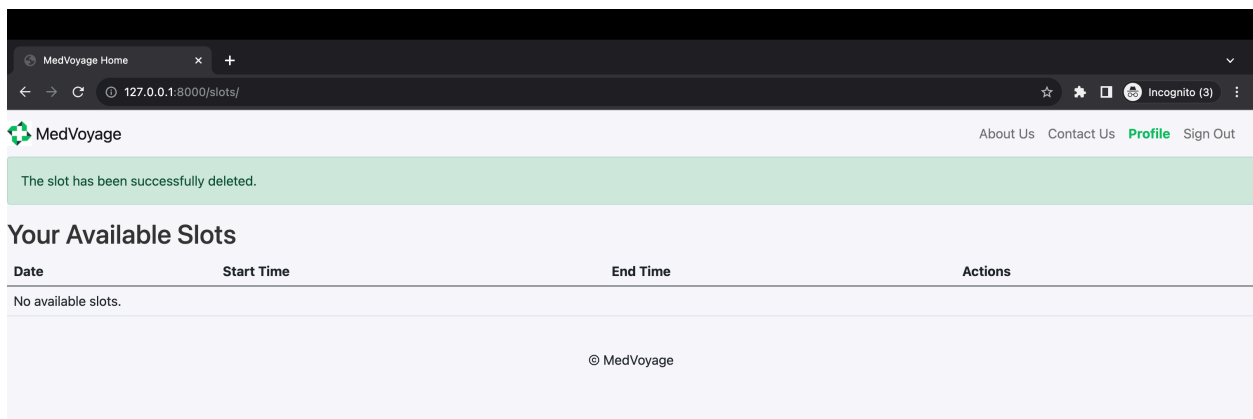 MedVoyage Home
127.0.0.1:8000/slots/
Incognito (3)
MedVoyage
About Us Contact Us Profile Sign Out
The slot has been successfully deleted.
Your Available Slots
Date Start Time End Time Actions
No available slots.
© MedVoyage